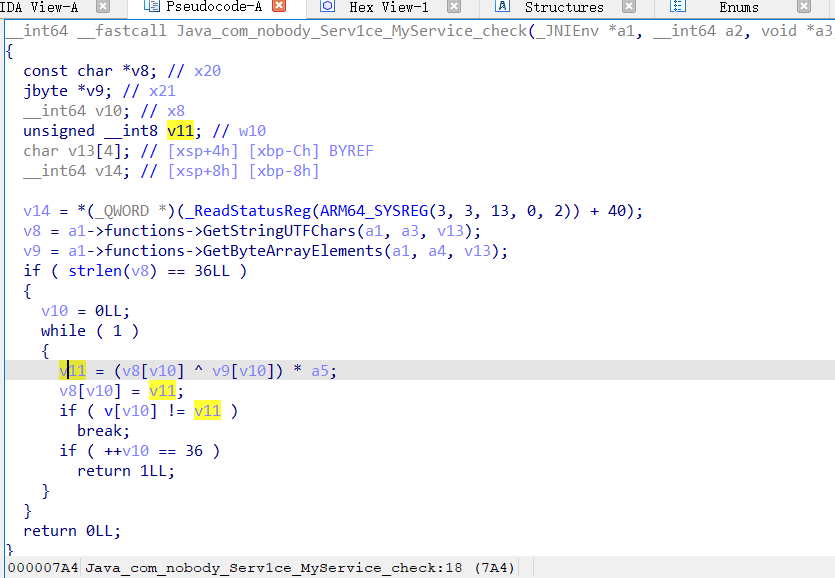 IDA View-A Pseudocode-A Hex View-1 Structures Enums
__int64 __fastcall Java_com_nobody_Serv1ce_MyService_check(_JNIEnv *a1, __int64 a2, void *a3
{
  const char *v8; // x20
  jbyte *v9; // x21
  __int64 v10; // x8
  unsigned __int8 v11; // w10
  char v13[4]; // [xsp+4h] [xbp-Ch] BYREF
  __int64 v14; // [xsp+8h] [xbp-8h]

  v14 = *(_QWORD *)(_ReadStatusReg(ARM64_SYSREG(3, 3, 13, 0, 2)) + 40);
  v8 = a1->functions->GetStringUTFChars(a1, a3, v13);
  v9 = a1->functions->GetByteArrayElements(a1, a4, v13);
  if ( strlen(v8) == 36LL )
  {
    v10 = 0LL;
    while ( 1 )
    {
      v11 = (v8[v10] ^ v9[v10]) * a5;
      v8[v10] = v11;
      if ( v[v10] != v11 )
        break;
      if ( ++v10 == 36 )
        return 1LL;
    }
  }
  return 0LL;
}
000007A4 Java_com_nobody_Serv1ce_MyService_check:18 (7A4)